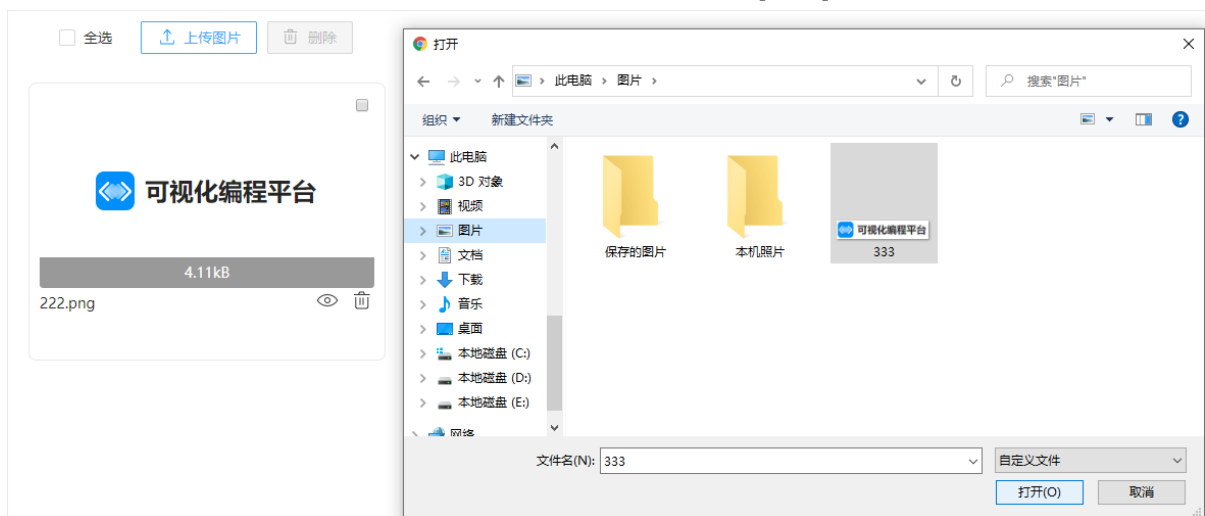 全选
上传图片
删除
可视化编程平台
4.11kB
222.png
打开
此电脑 › 图片 ›
搜索"图片"
组织
新建文件夹
此电脑
3D 对象
视频
图片
文档
下载
音乐
桌面
本地磁盘 (C:)
本地磁盘 (D:)
本地磁盘 (E:)
网络
保存的图片
本机照片
可视化编程平台
333
文件名(N):
333
自定义文件
打开(O)
取消